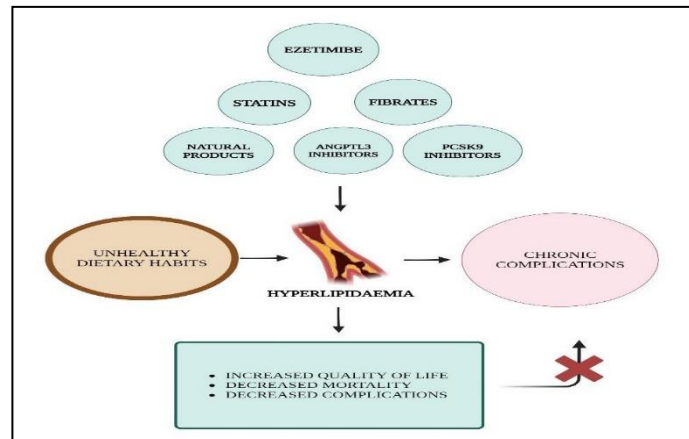 EZETIMIBE
STATINS
FIBRATES
NATURAL
PRODUCTS
ANGPTL3
INHIBITORS
PCSK9
INHIBITORS
UNHEALTHY
DIETARY HABITS
CHRONIC
COMPLICATIONS
HYPERLIPIDAEMIA
• INCREASED QUALITY OF LIFE
• DECREASED MORTALITY
• DECREASED COMPLICATIONS